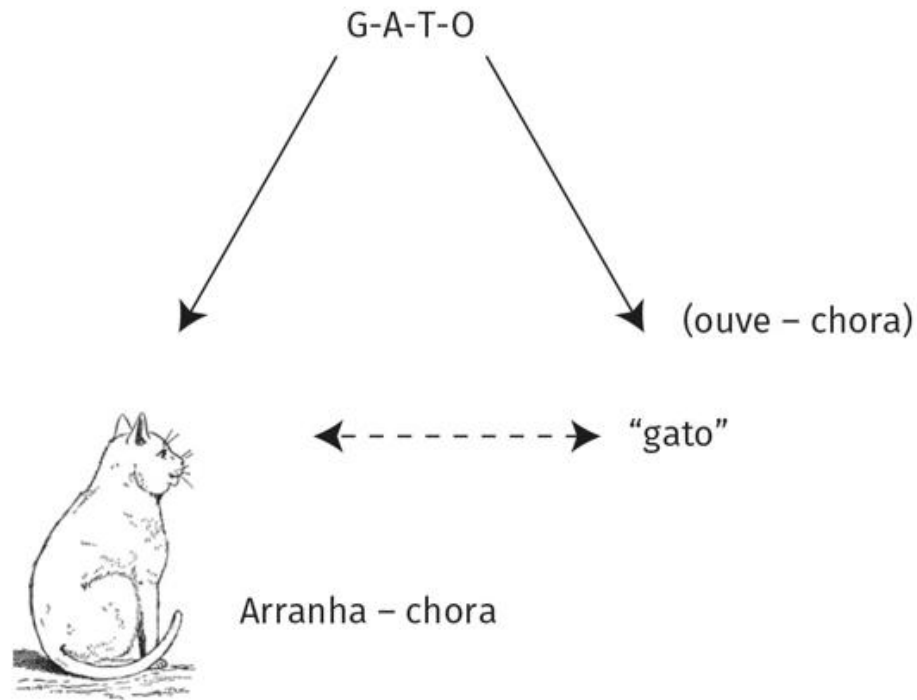 G-A-T-O
(ouve – chora)
“gato”
Arranha – chora